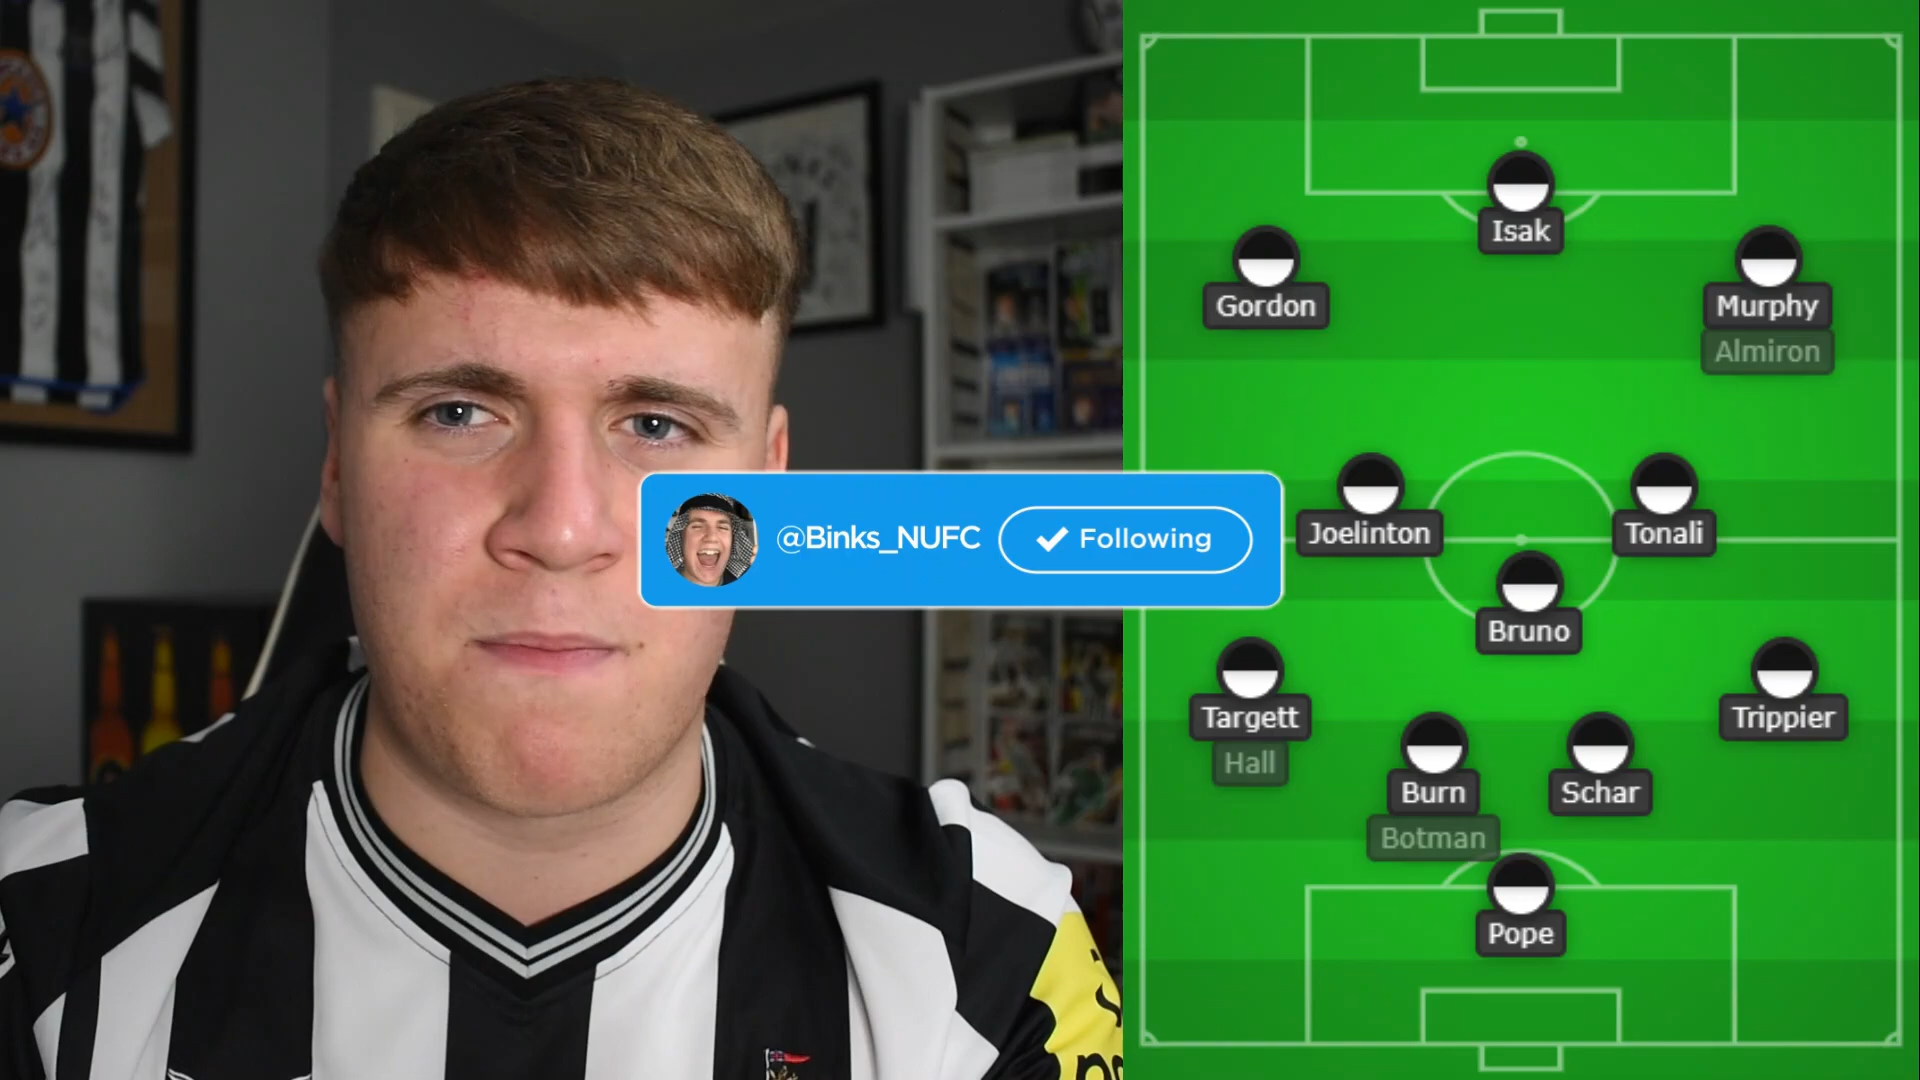 Isak
Gordon
Murphy
Almiron
@Binks_NUFC
Following
Joelinton
Tonali
Bruno
Targett
Hall
Trippier
Burn
Botman
Schar
Pope